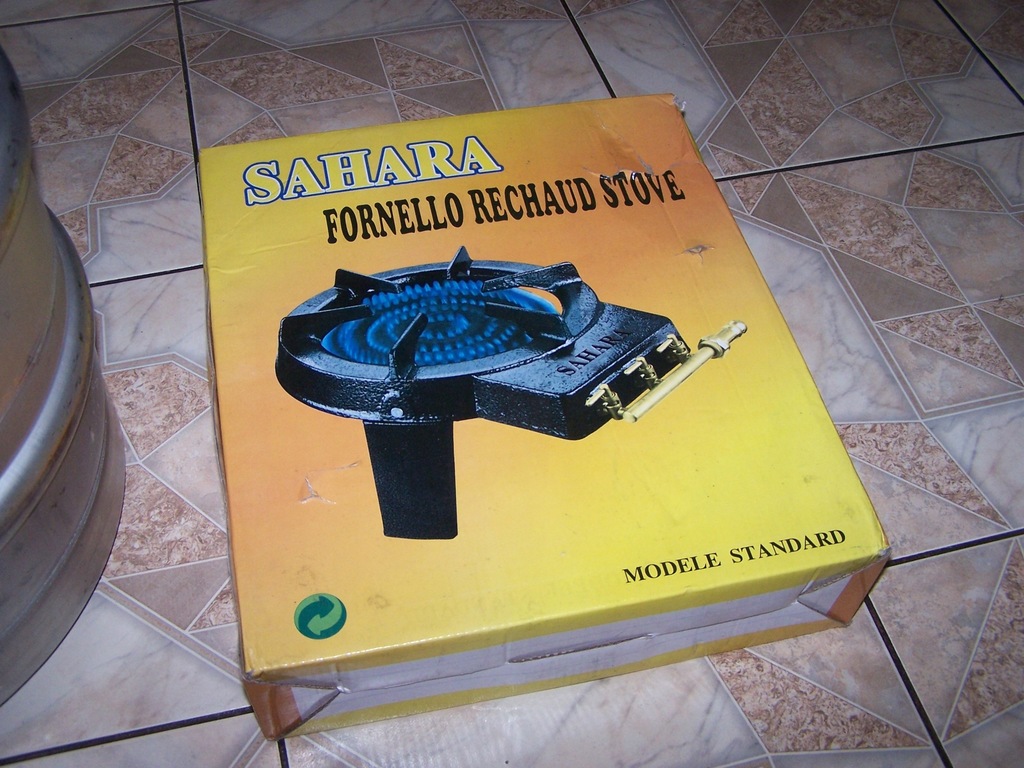 SAHARA
FORNELLO RECHAUD STOVE
SAHARA
MODELE STANDARD